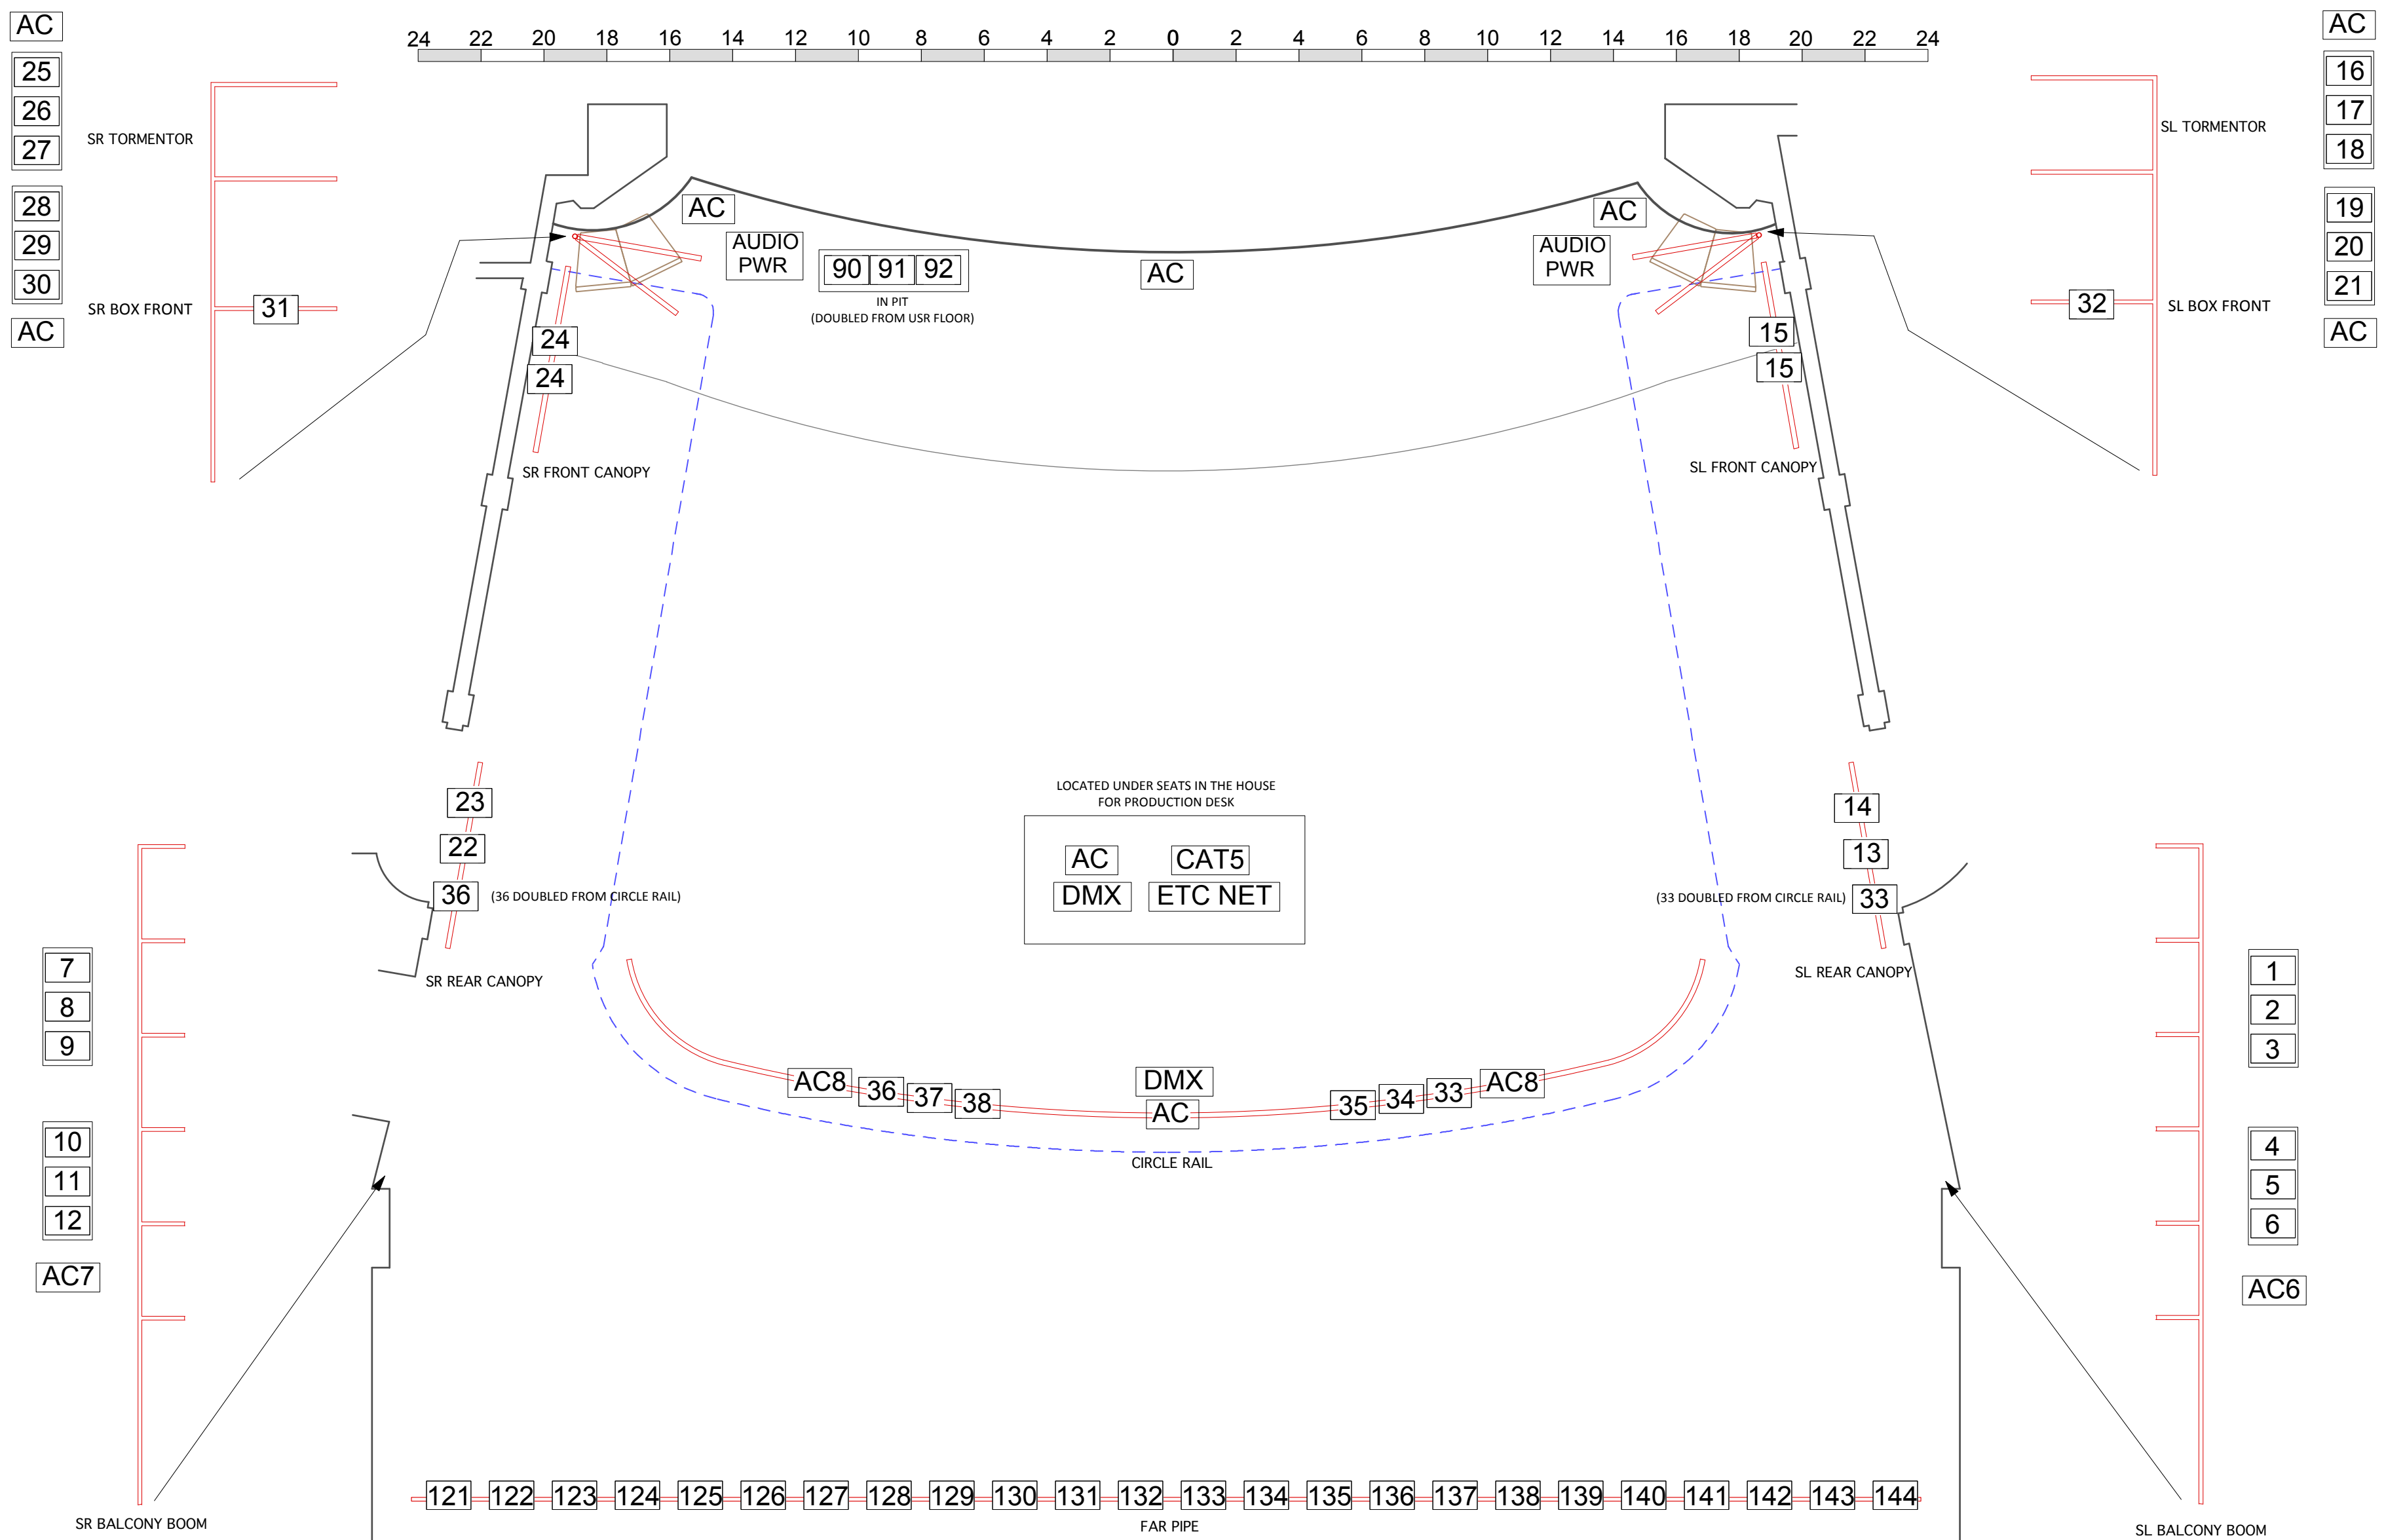 AC
24 22 20 18 16 14 12 10 8 6 4 2 0 2 4 6 8 10 12 14 16 18 20 22 24
AC
25
26
27
SR TORMENTOR
28
29
30
SR BOX FRONT
31
AC
16
17
18
SL TORMENTOR
19
20
21
SL BOX FRONT
32
AC
AC
AUDIO
PWR
90 91 92
IN PIT
(DOUBLED FROM USR FLOOR)
AC
AC
AUDIO
PWR
24
24
SR FRONT CANOPY
15
15
SL FRONT CANOPY
LOCATED UNDER SEATS IN THE HOUSE
FOR PRODUCTION DESK
AC CAT5
DMX ETC NET
23
22
36 (36 DOUBLED FROM CIRCLE RAIL)
SR REAR CANOPY
14
13
(33 DOUBLED FROM CIRCLE RAIL) 33
SL REAR CANOPY
7
8
9
10
11
12
AC7
SR BALCONY BOOM
1
2
3
4
5
6
AC6
SL BALCONY BOOM
AC8 36 37 38
DMX
AC
35 34 33 AC8
CIRCLE RAIL
121 122 123 124 125 126 127 128 129 130 131 132 133 134 135 136 137 138 139 140 141 142 143 144
FAR PIPE